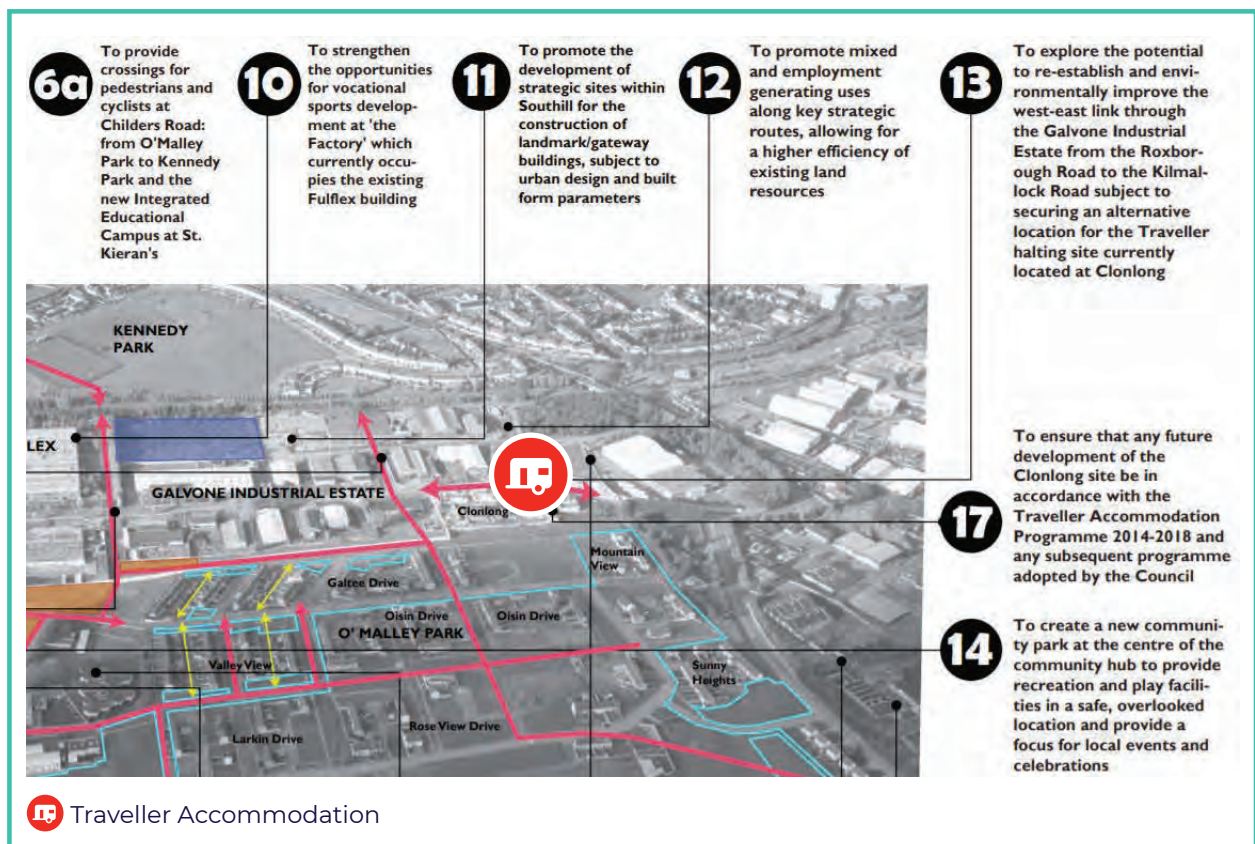 6a
To provide
crossings for
pedestrians and
cyclists at
Childers Road:
from O'Malley
Park to Kennedy
Park and the
new Integrated
Educational
Campus at St.
Kieran's
10
To strengthen
the opportunities
for vocational
sports develop-
ment at 'the
Factory' which
currently occu-
pies the existing
Fulflex building
11
To promote the
development of
strategic sites within
Southill for the
construction of
landmark/gateway
buildings, subject to
urban design and built
form parameters
12
To promote mixed
and employment
generating uses
along key strategic
routes, allowing for
a higher efficiency of
existing land
resources
13
To explore the potential
to re-establish and envi-
ronmentally improve the
west-east link through
the Galvone Industrial
Estate from the Roxbor-
ough Road to the Kilmal-
lock Road subject to
securing an alternative
location for the Traveller
halting site currently
located at Clonlong
KENNEDY
PARK
LEX
GALVONE INDUSTRIAL ESTATE
Clonlong
Mountain
View
Galtee Drive
Oisin Drive
Oisin Drive
O' MALLEY PARK
Valley View
Sunny
Heights
Larkin Drive
Rose View Drive
17
To ensure that any future
development of the
Clonlong site be in
accordance with the
Traveller Accommodation
Programme 2014-2018 and
any subsequent programme
adopted by the Council
14
To create a new communi-
ty park at the centre of the
community hub to provide
recreation and play facili-
ties in a safe, overlooked
location and provide a
focus for local events and
celebrations
Traveller Accommodation